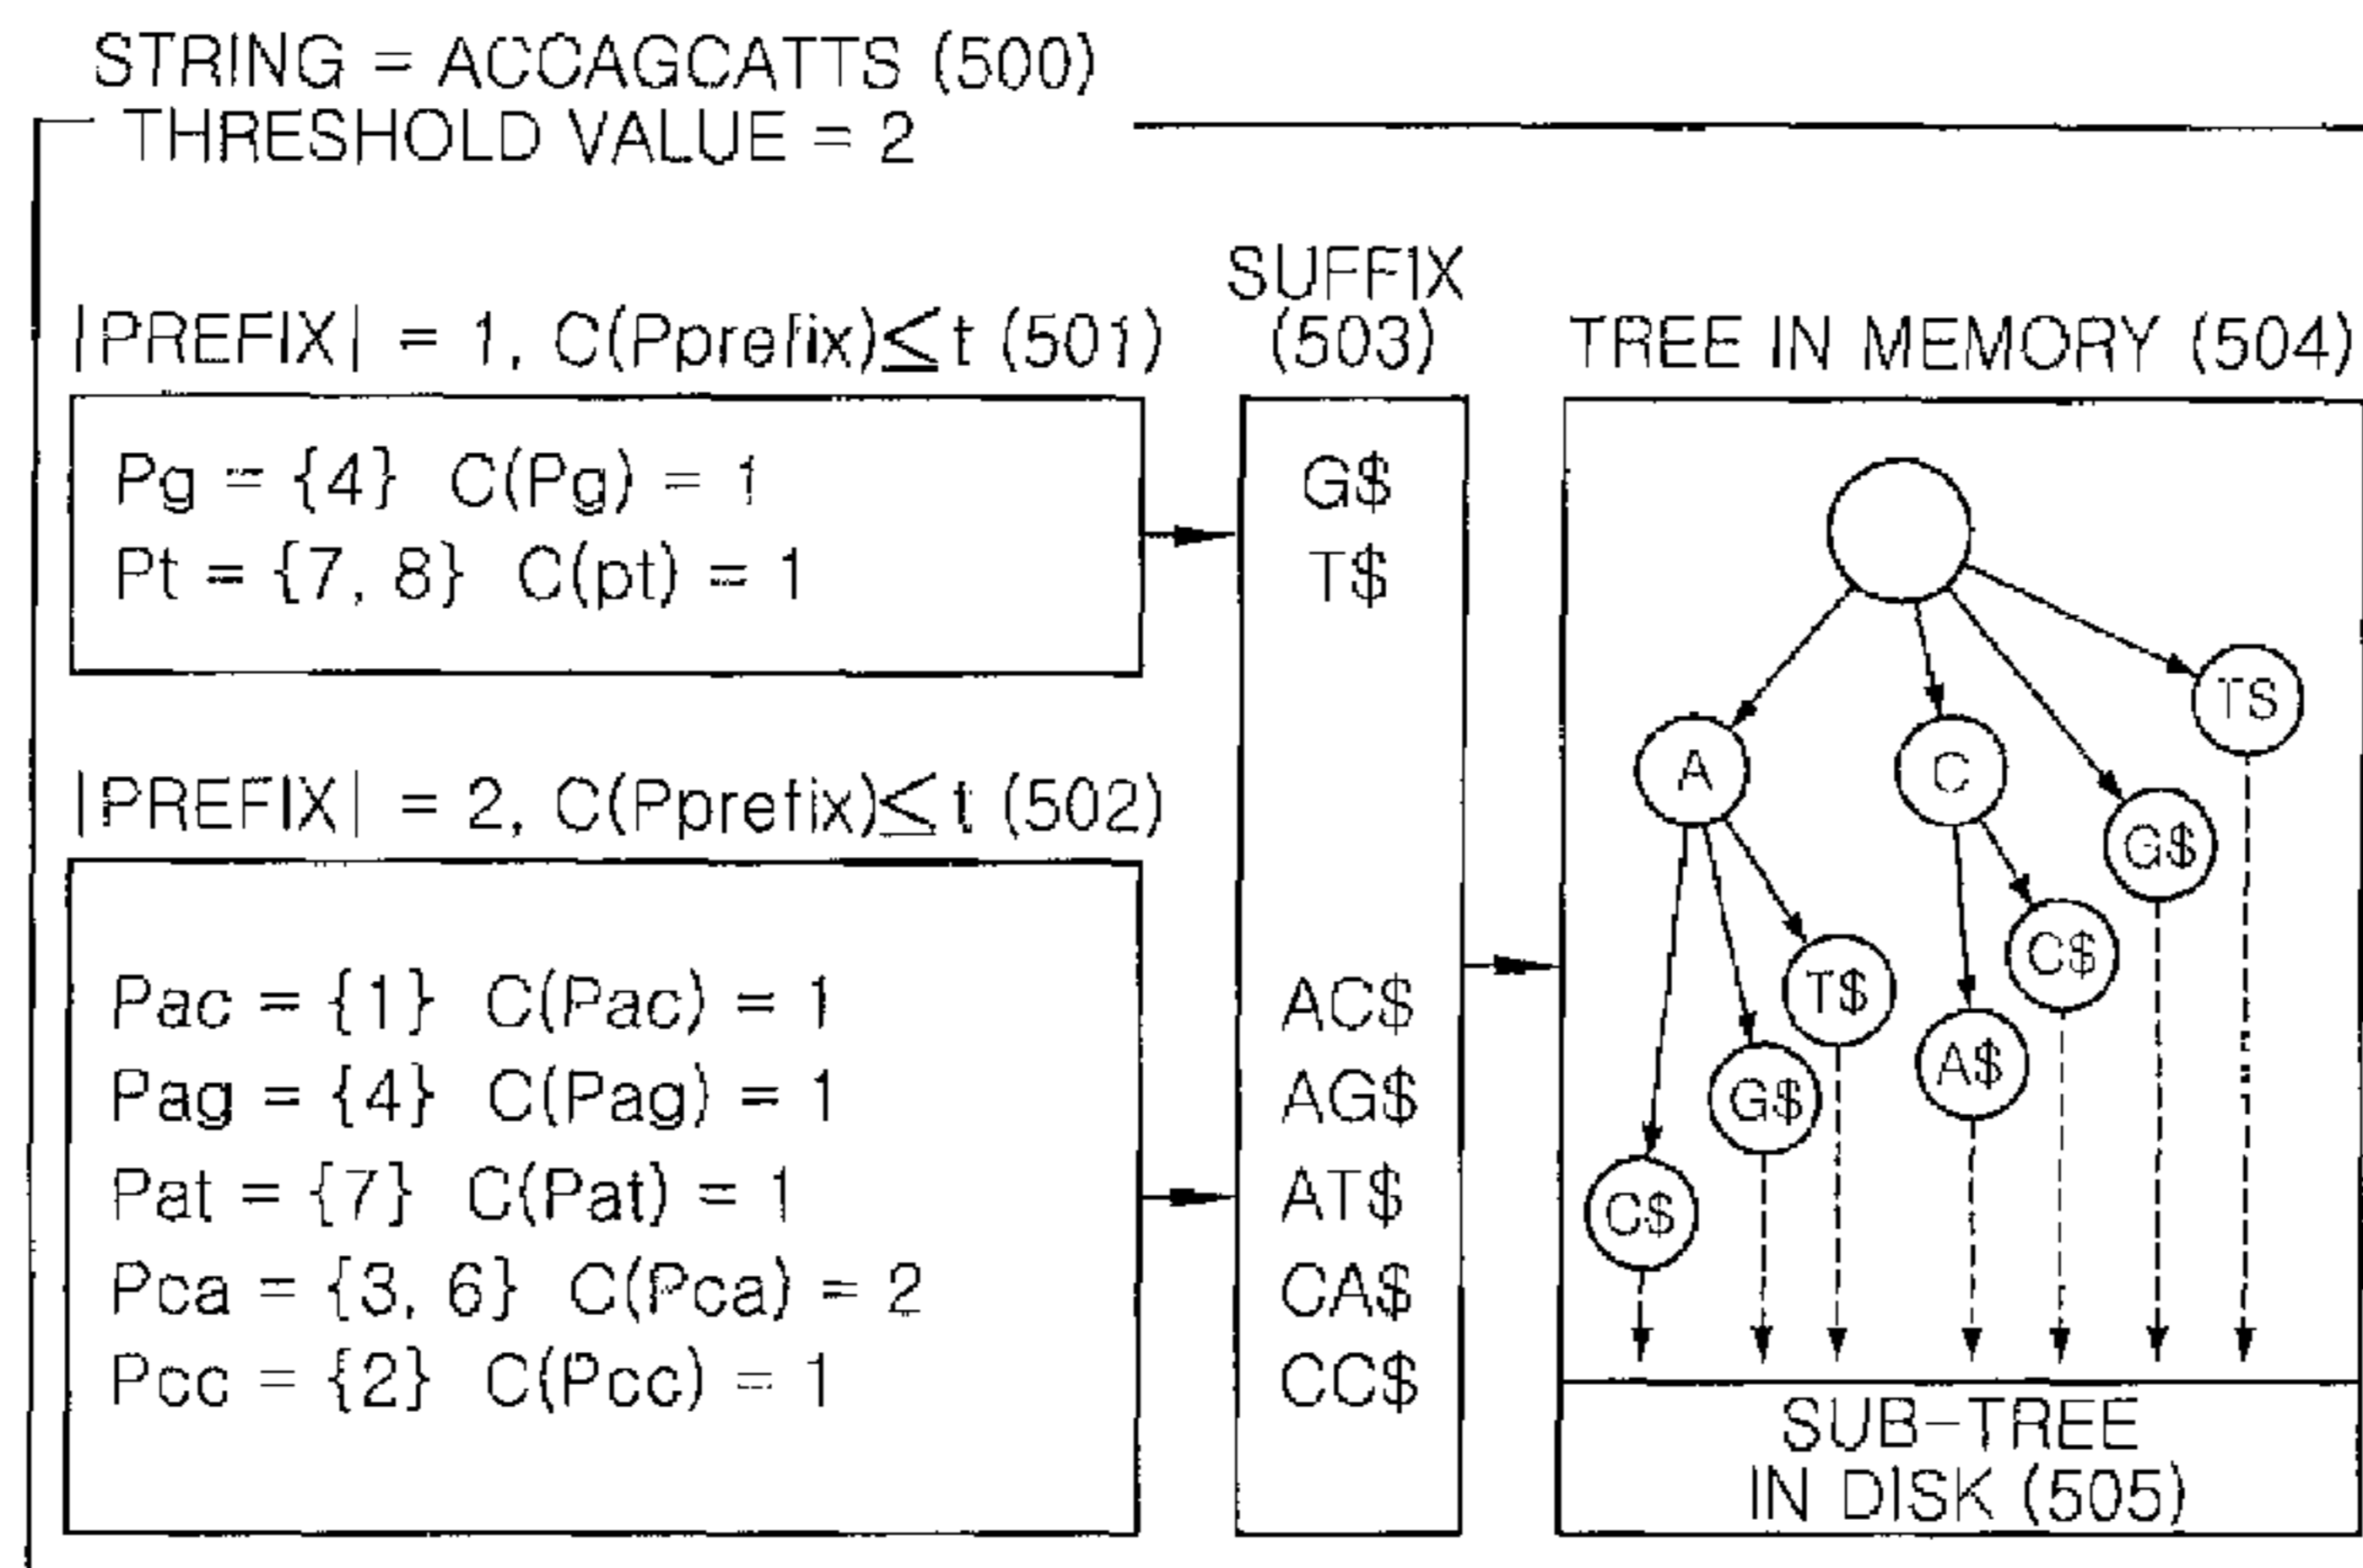 STRING = ACCAGCATTS (500)
THRESHOLD VALUE = 2
|PREFIX| = 1, C(Pprefix)≤t (501)
Pg = {4} C(Pg) = 1
Pt = {7, 8} C(pt) = 1
|PREFIX| = 2, C(Pprefix)≤t (502)
Pac = {1} C(Pac) = 1
Pag = {4} C(Pag) = 1
Pat = {7} C(Pat) = 1
Pca = {3, 6} C(Pca) = 2
Pcc = {2} C(Pcc) = 1
SUFFIX
(503)
G$
T$
AC$
AG$
AT$
CA$
CC$
TREE IN MEMORY (504)
TS
A
C
G$
C$
T$
A$
G$
C$
SUB-TREE
IN DISK (505)